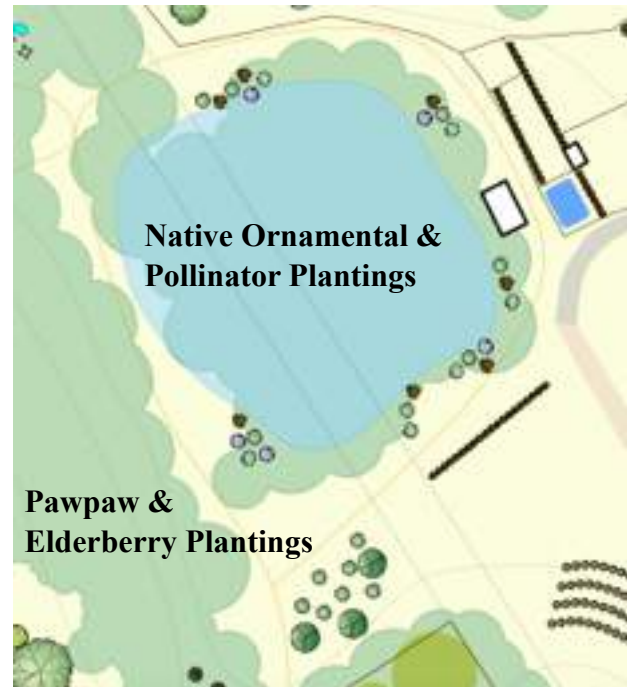 Native Ornamental &
Pollinator Plantings
Pawpaw &
Elderberry Plantings